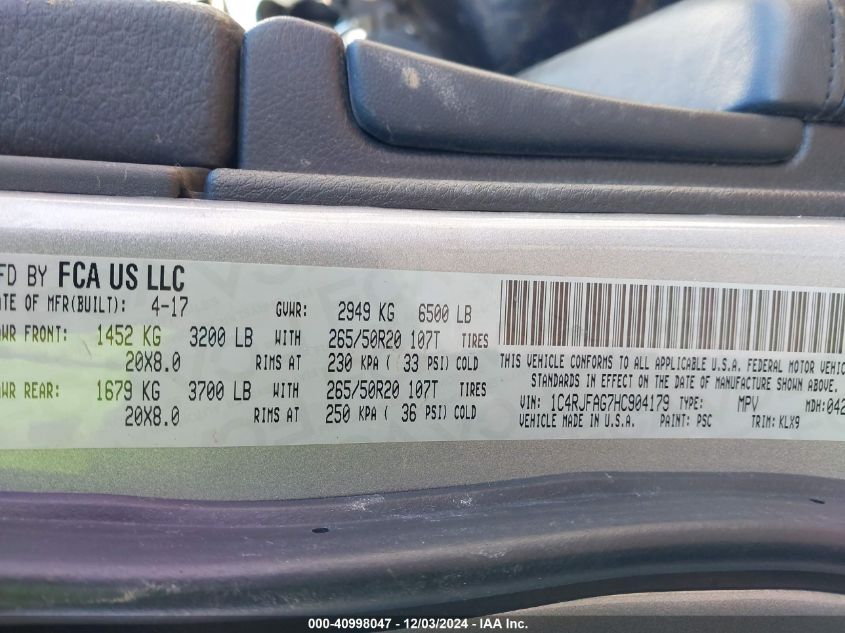 FD BY FCA US LLC
ATE OF MFR(BUILT): 4-17 GVWR: 2949 KG 6500 LB
WR FRONT: 1452 KG 3200 LB WITH 265/50R20 107T TIRES
20X8.0 RIMS AT 230 KPA ( 33 PSI) COLD
WR REAR: 1679 KG 3700 LB WITH 265/50R20 107T TIRES
20X8.0 RIMS AT 250 KPA ( 36 PSI) COLD
THIS VEHICLE CONFORMS TO ALL APPLICABLE U.S.A. FEDERAL MOTOR VEHIC
STANDARDS IN EFFECT ON THE DATE OF MANUFACTURE SHOWN ABOVE.
VIN: 1C4RJFAG7HC904179 TYPE: MPV MDH: 042
VEHICLE MADE IN U.S.A. PAINT: PSC TRIM: KLX9
000-40998047 - 12/03/2024 - IAA Inc.